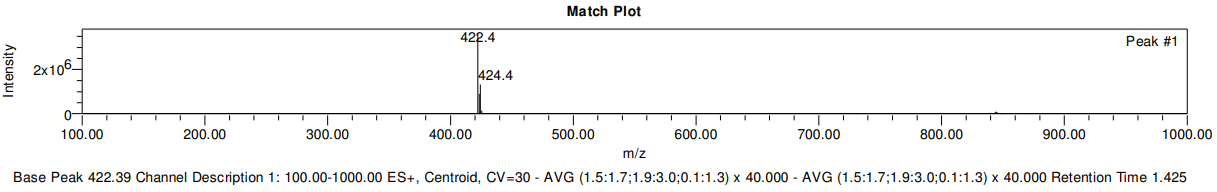 Match Plot
Intensity
2x10⁶
0
422.4
424.4
Peak #1
100.00 200.00 300.00 400.00 500.00 600.00 700.00 800.00 900.00 1000.00
m/z
Base Peak 422.39 Channel Description 1: 100.00-1000.00 ES+, Centroid, CV=30 - AVG (1.5:1.7;1.9:3.0;0.1:1.3) x 40.000 - AVG (1.5:1.7;1.9:3.0;0.1:1.3) x 40.000 Retention Time 1.425